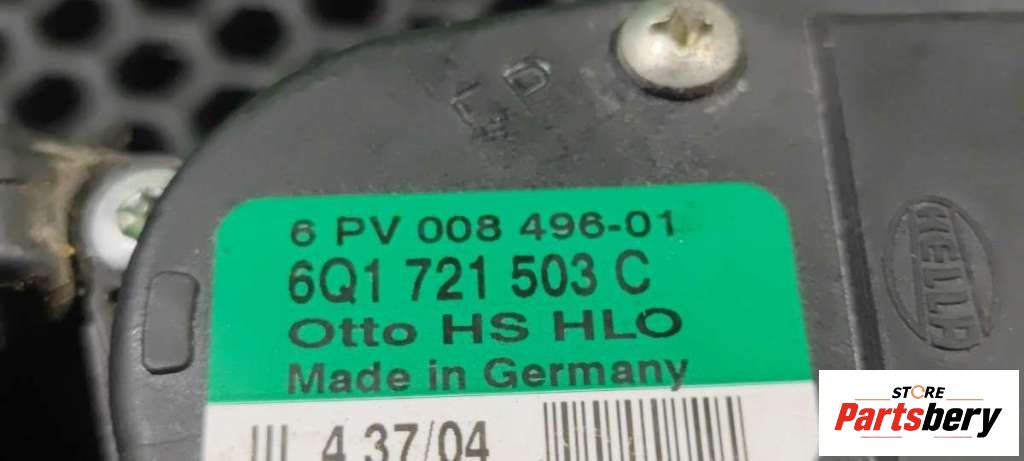 LP
6 PV 008 496-01
6Q1 721 503 C
Otto HS HLO
Made in Germany
4 37/04
HELLA
STORE
Partsbery